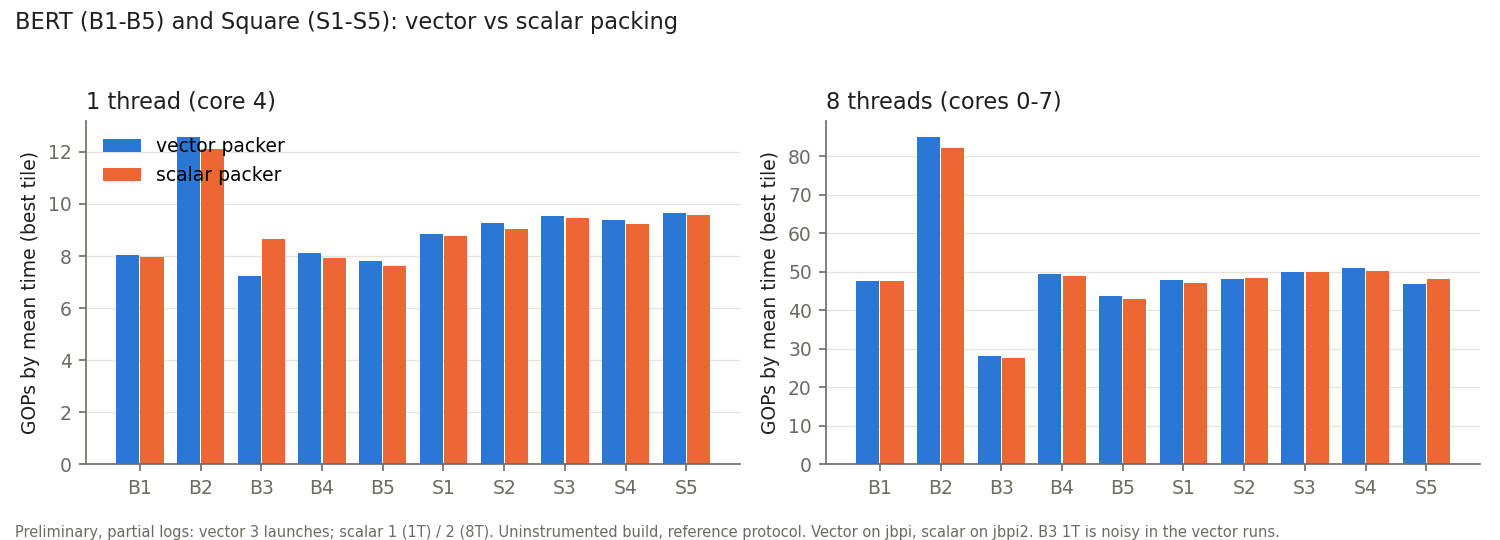 BERT (B1-B5) and Square (S1-S5): vector vs scalar packing
1 thread (core 4)
GOPs by mean time (best tile)
12
10
8
6
4
2
0
vector packer
scalar packer
B1 B2 B3 B4 B5 S1 S2 S3 S4 S5
8 threads (cores 0-7)
GOPs by mean time (best tile)
80
70
60
50
40
30
20
10
0
B1 B2 B3 B4 B5 S1 S2 S3 S4 S5
Preliminary, partial logs: vector 3 launches; scalar 1 (1T) / 2 (8T). Uninstrumented build, reference protocol. Vector on jbpi, scalar on jbpi2. B3 1T is noisy in the vector runs.